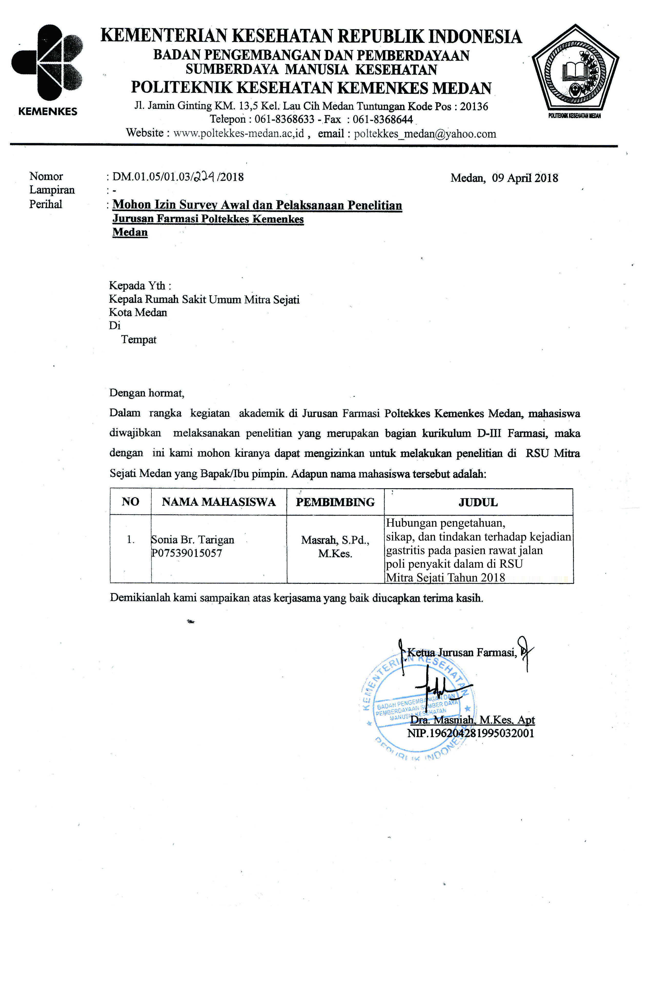 KEMENTERIAN KESEHATAN REPUBLIK INDONESIA
BADAN PENGEMBANGAN DAN PEMBERDAYAAN
SUMBERDAYA MANUSIA KESEHATAN
POLITEKNIK KESEHATAN KEMENKES MEDAN
Jl. Jamin Ginting KM. 13,5 Kel. Lau Cih Medan Tuntungan Kode Pos : 20136
Telepon : 061-8368633 - Fax : 061-8368644
Website : www.poltekkes-medan.ac,id , email : poltekkes_medan@yahoo.com
KEMENKES
POLITEKNIK KESEHATAN MEDAN
Nomor : DM.01.05/01.03/229/2018 Medan, 09 April 2018
Lampiran : -
Perihal : Mohon Izin Survey Awal dan Pelaksanaan Penelitian
Jurusan Farmasi Poltekkes Kemenkes
Medan
Kepada Yth :
Kepala Rumah Sakit Umum Mitra Sejati
Kota Medan
Di
Tempat
Dengan hormat,
Dalam rangka kegiatan akademik di Jurusan Farmasi Poltekkes Kemenkes Medan, mahasiswa
diwajibkan melaksanakan penelitian yang merupakan bagian kurikulum D-III Farmasi, maka
dengan ini kami mohon kiranya dapat mengizinkan untuk melakukan penelitian di RSU Mitra
Sejati Medan yang Bapak/Ibu pimpin. Adapun nama mahasiswa tersebut adalah:
NO NAMA MAHASISWA PEMBIMBING JUDUL
1. Sonia Br. Tarigan
P07539015057
Masrah, S.Pd.,
M.Kes.
Hubungan pengetahuan,
sikap, dan tindakan terhadap kejadian
gastritis pada pasien rawat jalan
poli penyakit dalam di RSU
Mitra Sejati Tahun 2018
Demikianlah kami sampaikan atas kerjasama yang baik diucapkan terima kasih.
Ketua Jurusan Farmasi,
KEMENTERIAN KESEHATAN
BADAN PENGEMBANGAN DAN
PEMBERDAYAAN SUMBER DAYA
MANUSIA KESEHATAN
REPUBLIK INDONESIA
Dra. Masniah, M.Kes, Apt
NIP.196204281995032001